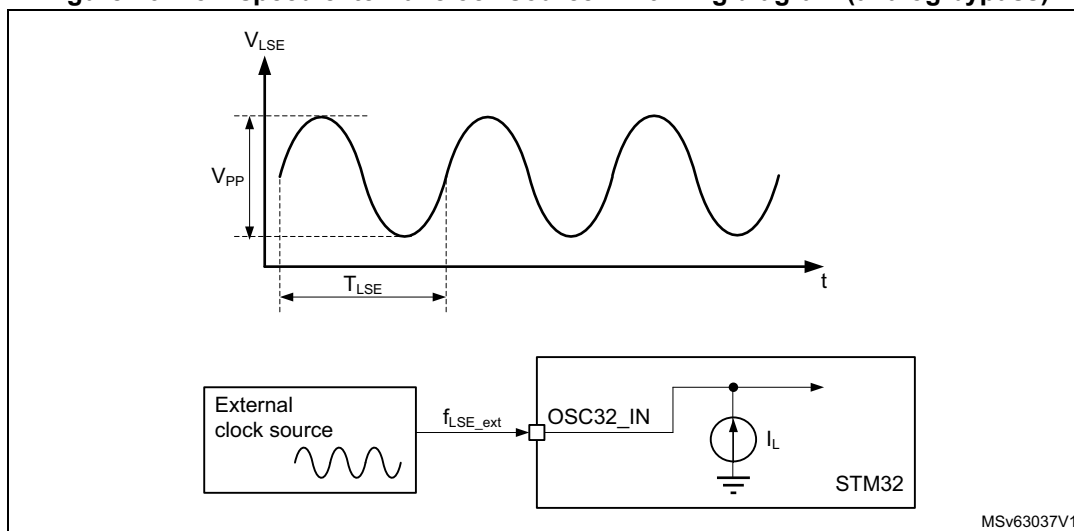 V_LSE
V_PP
T_LSE
t
External
clock source
f_LSE_ext
OSC32_IN
I_L
STM32
MSv63037V1